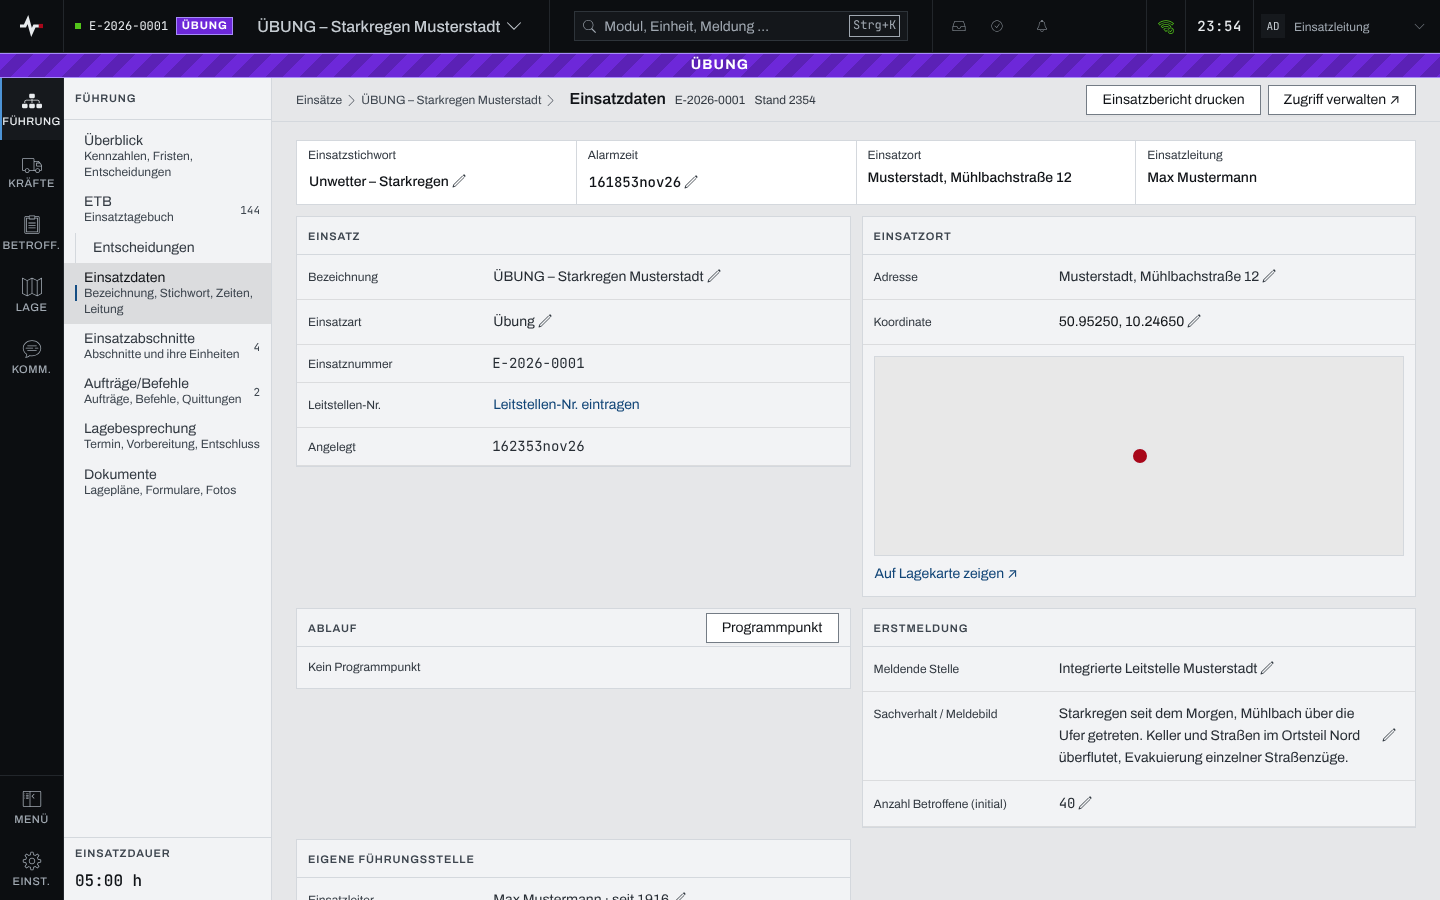 E-2026-0001 ÜBUNG ÜBUNG – Starkregen Musterstadt Modul, Einheit, Meldung ... Strg+K 23:54 AD Einsatzleitung
ÜBUNG
FÜHRUNG
KRÄFTE
BETROFF.
LAGE
KOMM.
MENÜ
EINST.
FÜHRUNG
Überblick
Kennzahlen, Fristen,
Entscheidungen
ETB
Einsatztagebuch
144
Entscheidungen
Einsatzdaten
Bezeichnung, Stichwort, Zeiten,
Leitung
Einsatzabschnitte
Abschnitte und ihre Einheiten
4
Aufträge/Befehle
Aufträge, Befehle, Quittungen
2
Lagebesprechung
Termin, Vorbereitung, Entschluss
Dokumente
Lagepläne, Formulare, Fotos
EINSATZDAUER
05:00 h
Einsätze ÜBUNG – Starkregen Musterstadt Einsatzdaten E-2026-0001 Stand 2354
Einsatzbericht drucken
Zugriff verwalten
Einsatzstichwort
Unwetter – Starkregen
Alarmzeit
161853nov26
Einsatzort
Musterstadt, Mühlbachstraße 12
Einsatzleitung
Max Mustermann
EINSATZ
Bezeichnung ÜBUNG – Starkregen Musterstadt
Einsatzart Übung
Einsatznummer E-2026-0001
Leitstellen-Nr. Leitstellen-Nr. eintragen
Angelegt 162353nov26
EINSATZORT
Adresse Musterstadt, Mühlbachstraße 12
Koordinate 50.95250, 10.24650
Auf Lagekarte zeigen
ABLAUF
Programmpunkt
Kein Programmpunkt
ERSTMELDUNG
Meldende Stelle Integrierte Leitstelle Musterstadt
Sachverhalt / Meldebild Starkregen seit dem Morgen, Mühlbach über die
Ufer getreten. Keller und Straßen im Ortsteil Nord
überflutet, Evakuierung einzelner Straßenzüge.
Anzahl Betroffene (initial) 40
EIGENE FÜHRUNGSSTELLE
Einsatzleiter Max Mustermann · seit 1916